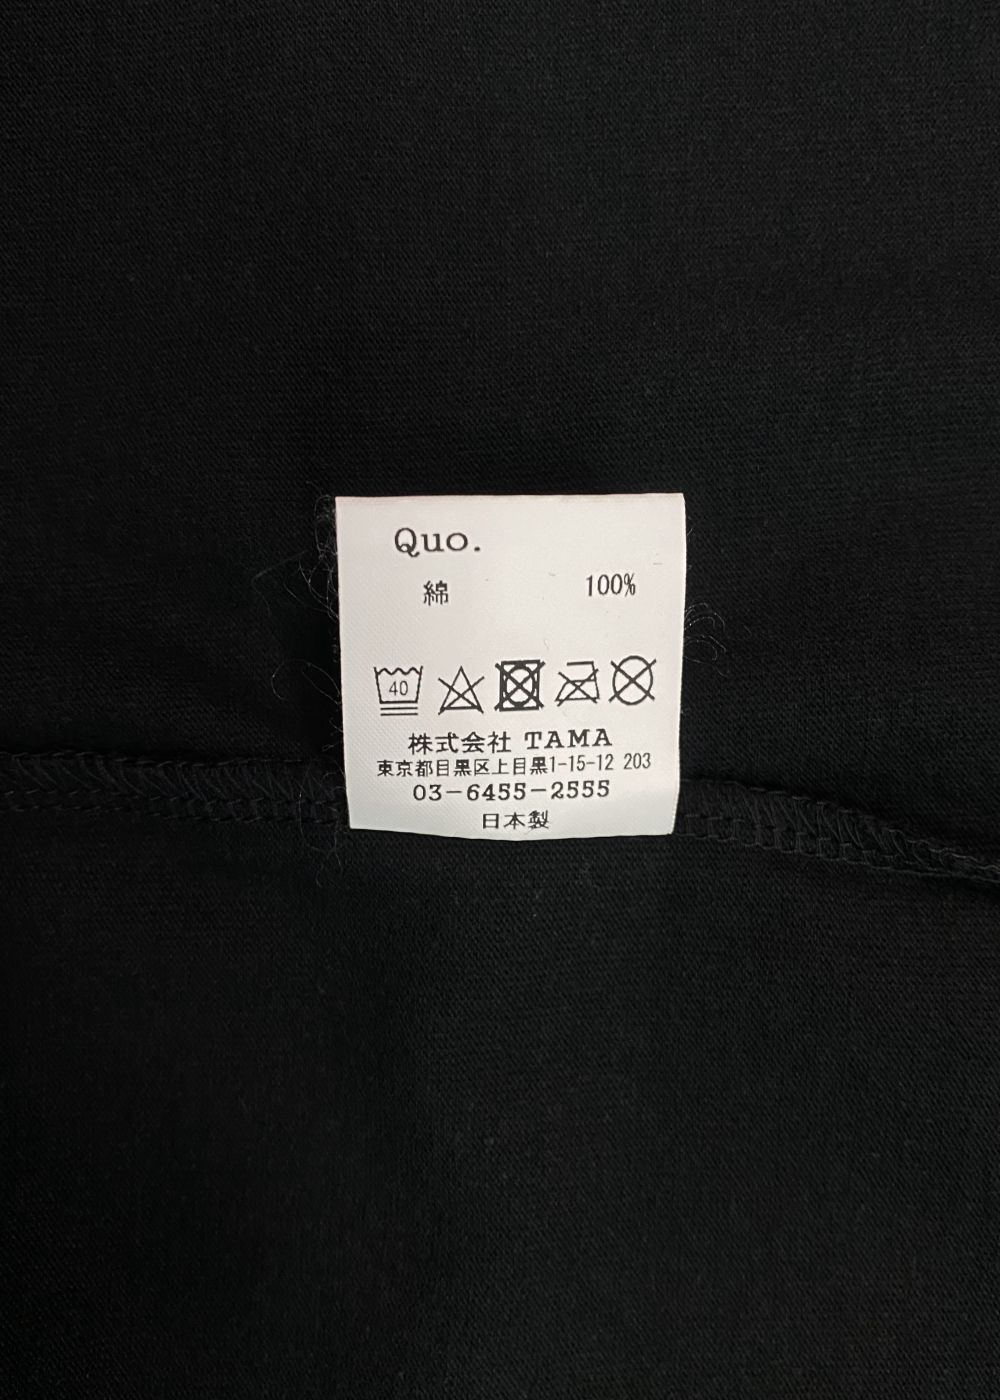 Quo.
綿 100%
40
株式会社 TAMA
東京都目黒区上目黒1-15-12 203
03-6455-2555
日本製